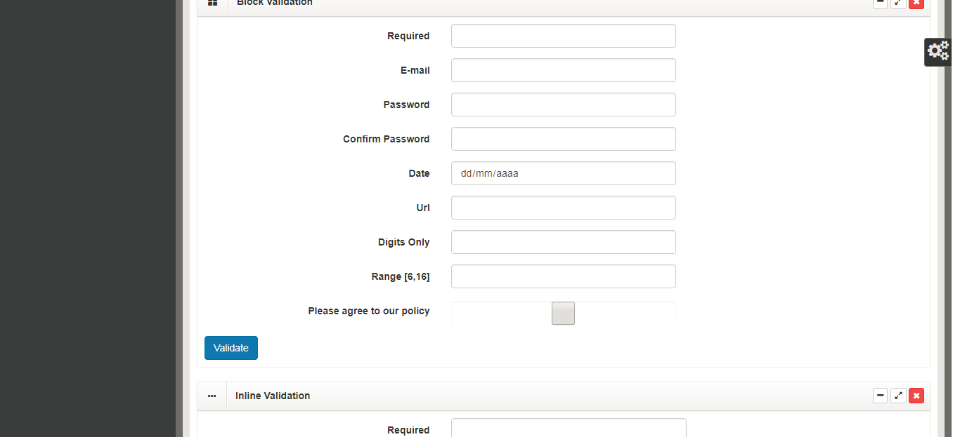 Block Validation
Required
E-mail
Password
Confirm Password
Date dd/mm/aaaa
Url
Digits Only
Range [6,16]
Please agree to our policy
Validate
Inline Validation
Required